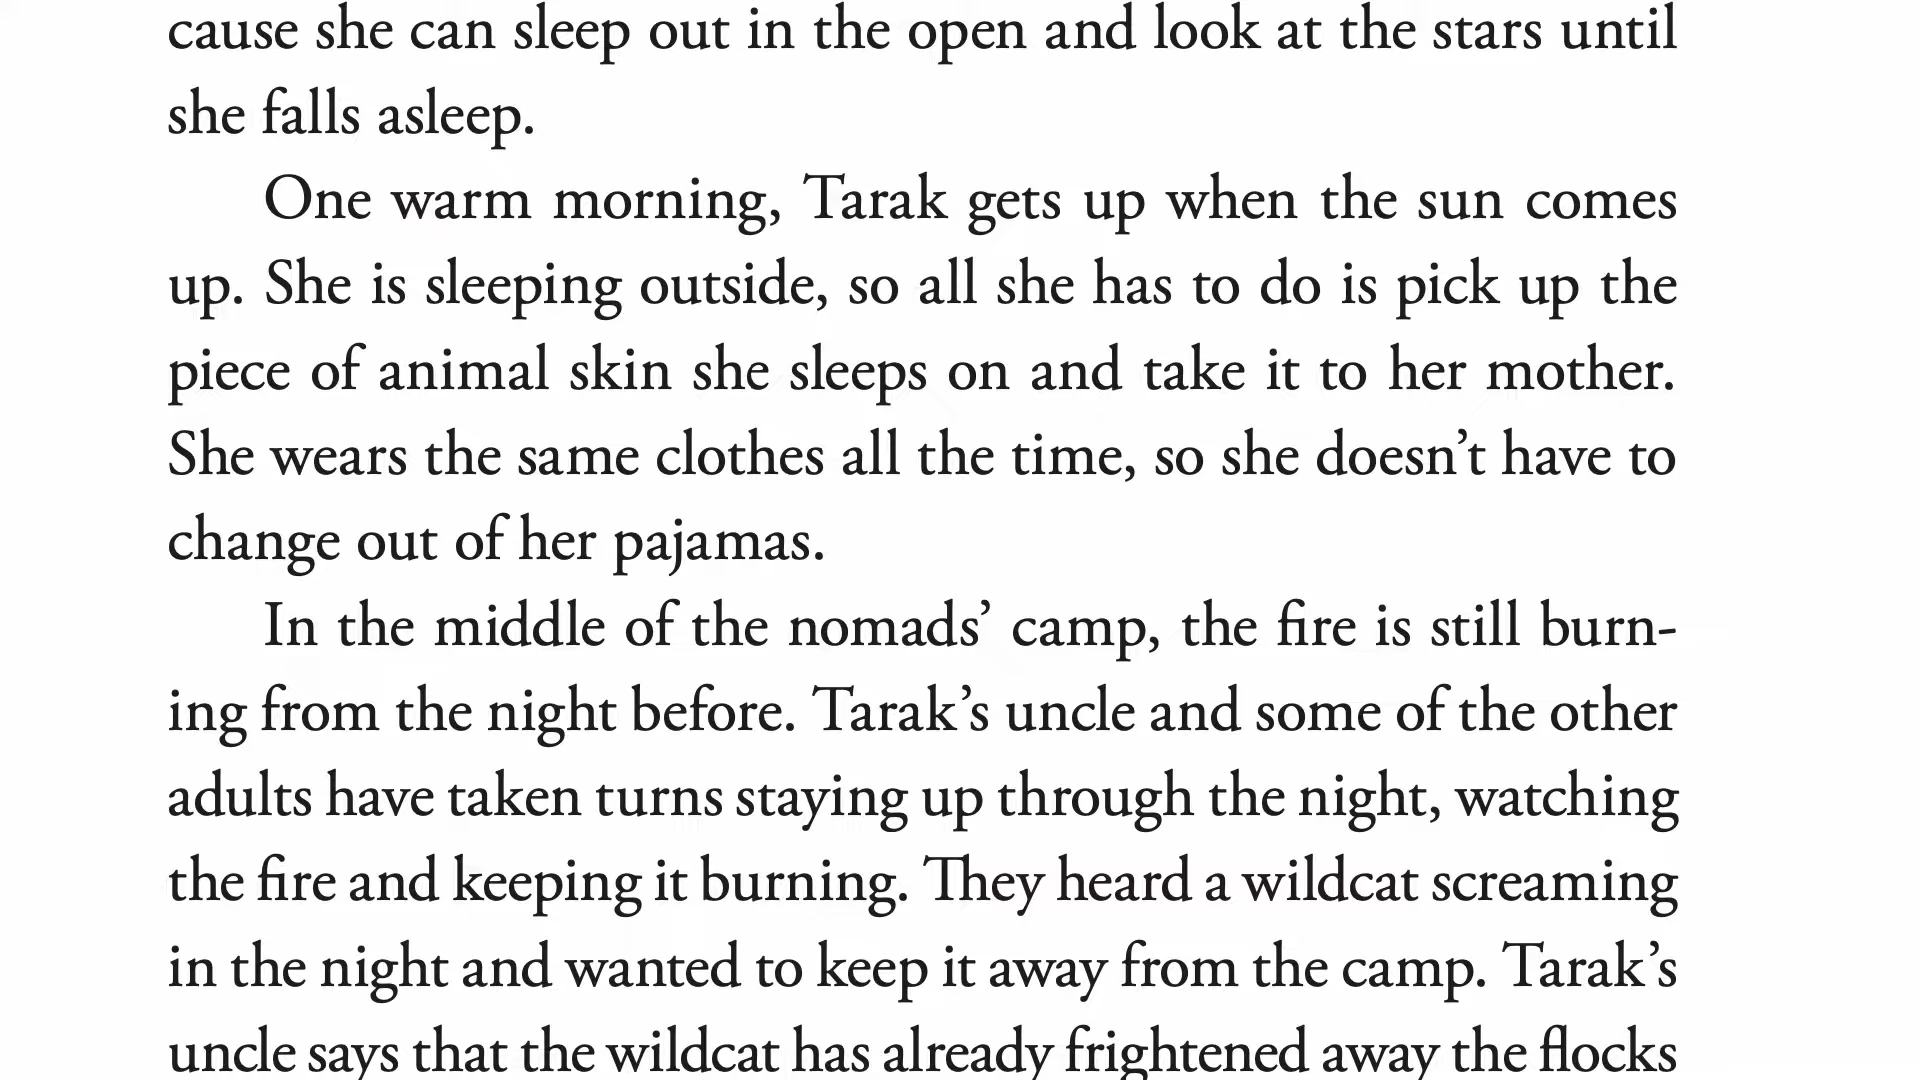 cause she can sleep out in the open and look at the stars until
she falls asleep.
One warm morning, Tarak gets up when the sun comes
up. She is sleeping outside, so all she has to do is pick up the
piece of animal skin she sleeps on and take it to her mother.
She wears the same clothes all the time, so she doesn’t have to
change out of her pajamas.
In the middle of the nomads’ camp, the fire is still burn-
ing from the night before. Tarak’s uncle and some of the other
adults have taken turns staying up through the night, watching
the fire and keeping it burning. They heard a wildcat screaming
in the night and wanted to keep it away from the camp. Tarak’s
uncle says that the wildcat has already frightened away the flocks